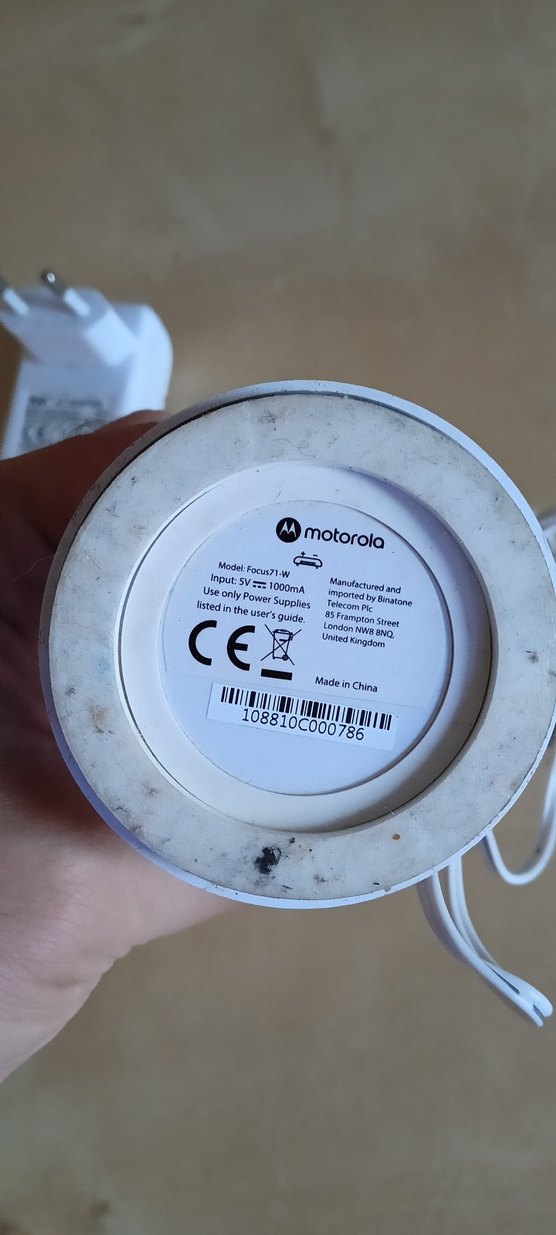 motorola
Model: Focus71-W
Input: 5V 1000mA
Use only Power Supplies
listed in the user's guide.
Manufactured and
imported by Binatone
Telecom Plc
85 Frampton Street
London NW8 8NQ,
United Kingdom
CE
Made in China
108810C000786